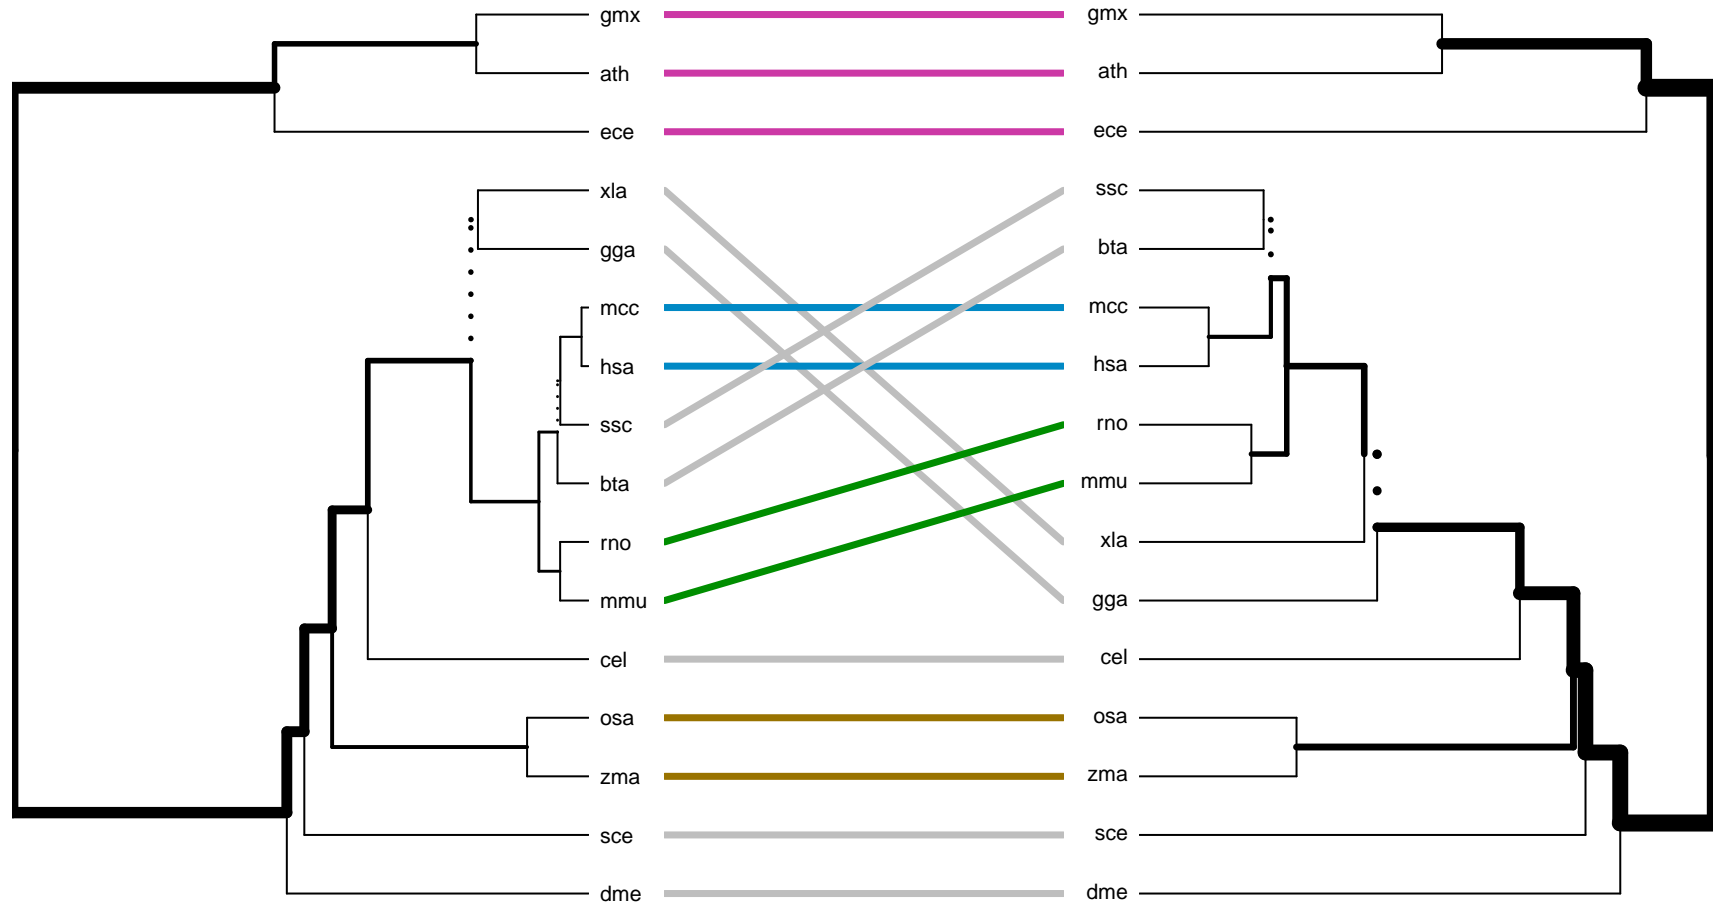 gmx gmx
ath ath
ece ece
xla ssc
gga bta
mcc mcc
hsa hsa
ssc rno
bta mmu
rno xla
mmu gga
cel cel
osa osa
zma zma
sce sce
dme dme